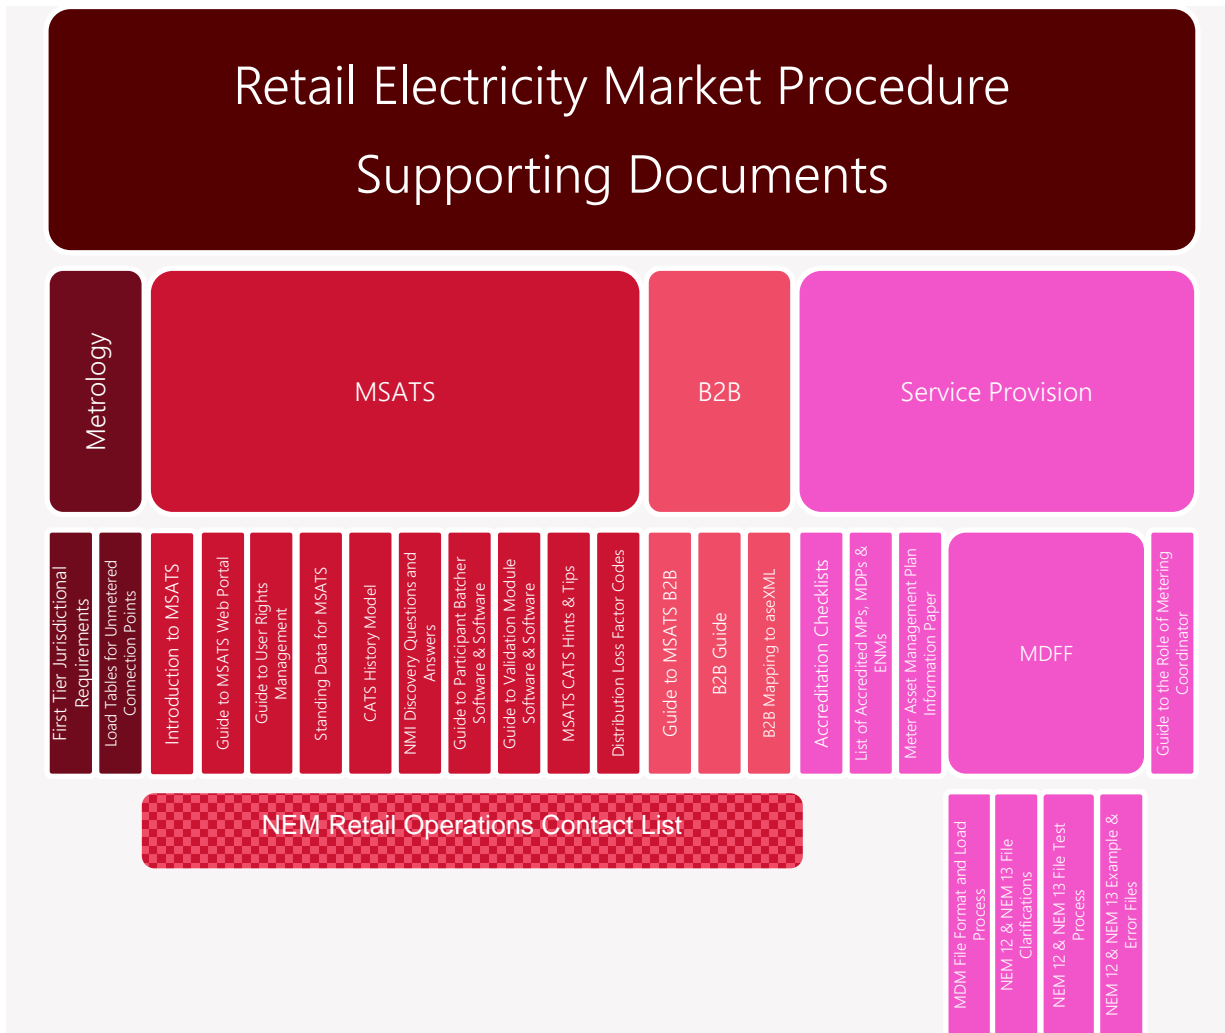 Retail Electricity Market Procedure
Supporting Documents
Metrology
MSATS
B2B
Service Provision
First Tier Jurisdictional
Requirements
Load Tables for Unmetered
Connection Points
Introduction to MSATS
Guide to MSATS Web Portal
Guide to User Rights
Management
Standing Data for MSATS
CATS History Model
NMI Discovery Questions and
Answers
Guide to Participant Batcher
Software & Software
Guide to Validation Module
Software & Software
MSATS CATS Hints & Tips
Distribution Loss Factor Codes
Guide to MSATS B2B
B2B Guide
B2B Mapping to aseXML
Accreditation Checklists
List of Accredited MPs, MDPs &
ENMs
Meter Asset Management Plan
Information Paper
MDFF
Guide to the Role of Metering
Coordinator
NEM Retail Operations Contact List
MDM File Format and Load
Process
NEM 12 & NEM 13 File
Clarifications
NEM 12 & NEM 13 File Test
Process
NEM 12 & NEM 13 Example &
Error Files